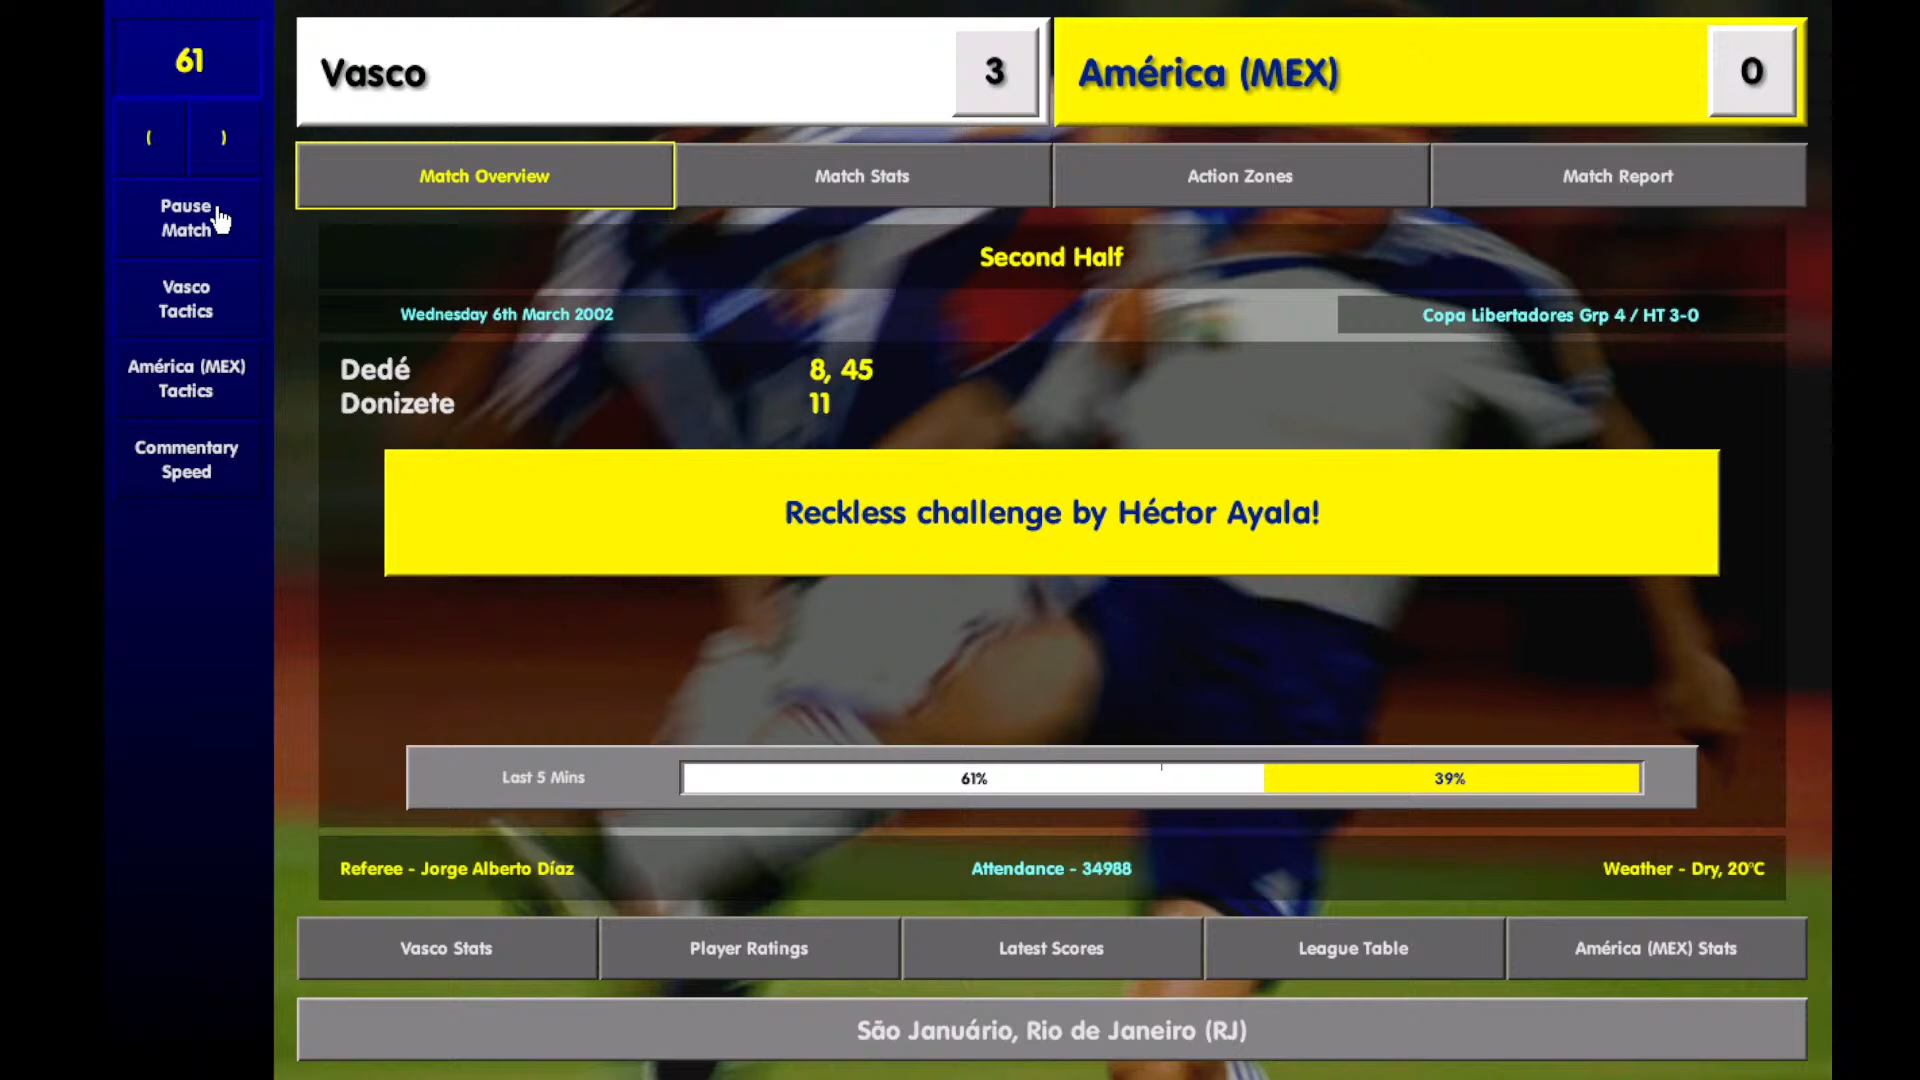 61
Vasco
3
América (MEX)
0
( )
Pause
Match
Vasco
Tactics
América (MEX)
Tactics
Commentary
Speed
Match Overview
Match Stats
Action Zones
Match Report
Second Half
Wednesday 6th March 2002
Copa Libertadores Grp 4 / HT 3-0
Dedé 8, 45
Donizete 11
Reckless challenge by Héctor Ayala!
Last 5 Mins
61%
39%
Referee - Jorge Alberto Díaz
Attendance - 34988
Weather - Dry, 20°C
Vasco Stats
Player Ratings
Latest Scores
League Table
América (MEX) Stats
São Januário, Rio de Janeiro (RJ)